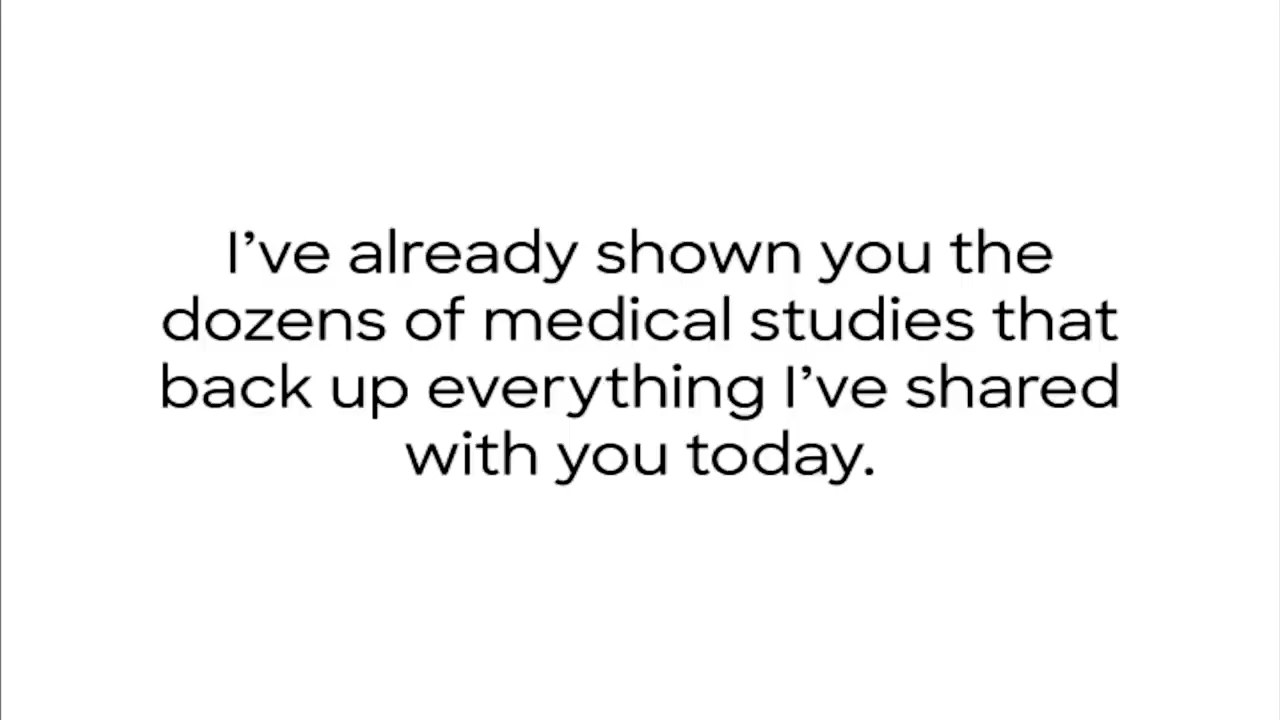 I’ve already shown you the
dozens of medical studies that
back up everything I’ve shared
with you today.